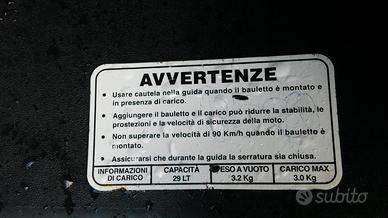 AVVERTENZE
• Usare cautela nella guida quando il bauletto è montato e
in presenza di carico.
• Aggiungere il bauletto e il carico può ridurre la stabilità, le
prostezioni e la velocità di sicurezza della moto.
• Non superare la velocità di 90 Km/h quando il bauletto è
montato.
• Assicurarsi che durante la guida la serratura sia chiusa.
INFORMAZIONI DI CARICO
CAPACITÀ 29 LT
PESO A VUOTO 3.2 Kg
CARICO MAX 3.0 Kg
subito